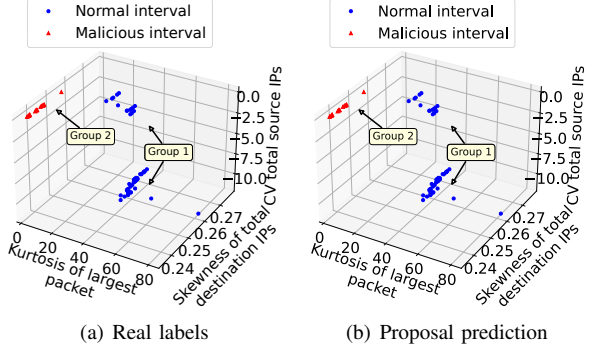 Normal interval
Malicious interval
Group 2
Group 1
0.0
2.5
5.0
7.5
10.0
CV total source IPs
0.27
0.26
0.25
0.24
Skewness of total
destination IPs
0
20
40
60
80
Kurtosis of largest
packet
(a) Real labels
Normal interval
Malicious interval
Group 2
Group 1
0.0
2.5
5.0
7.5
10.0
CV total source IPs
0.27
0.26
0.25
0.24
Skewness of total
destination IPs
0
20
40
60
80
Kurtosis of largest
packet
(b) Proposal prediction